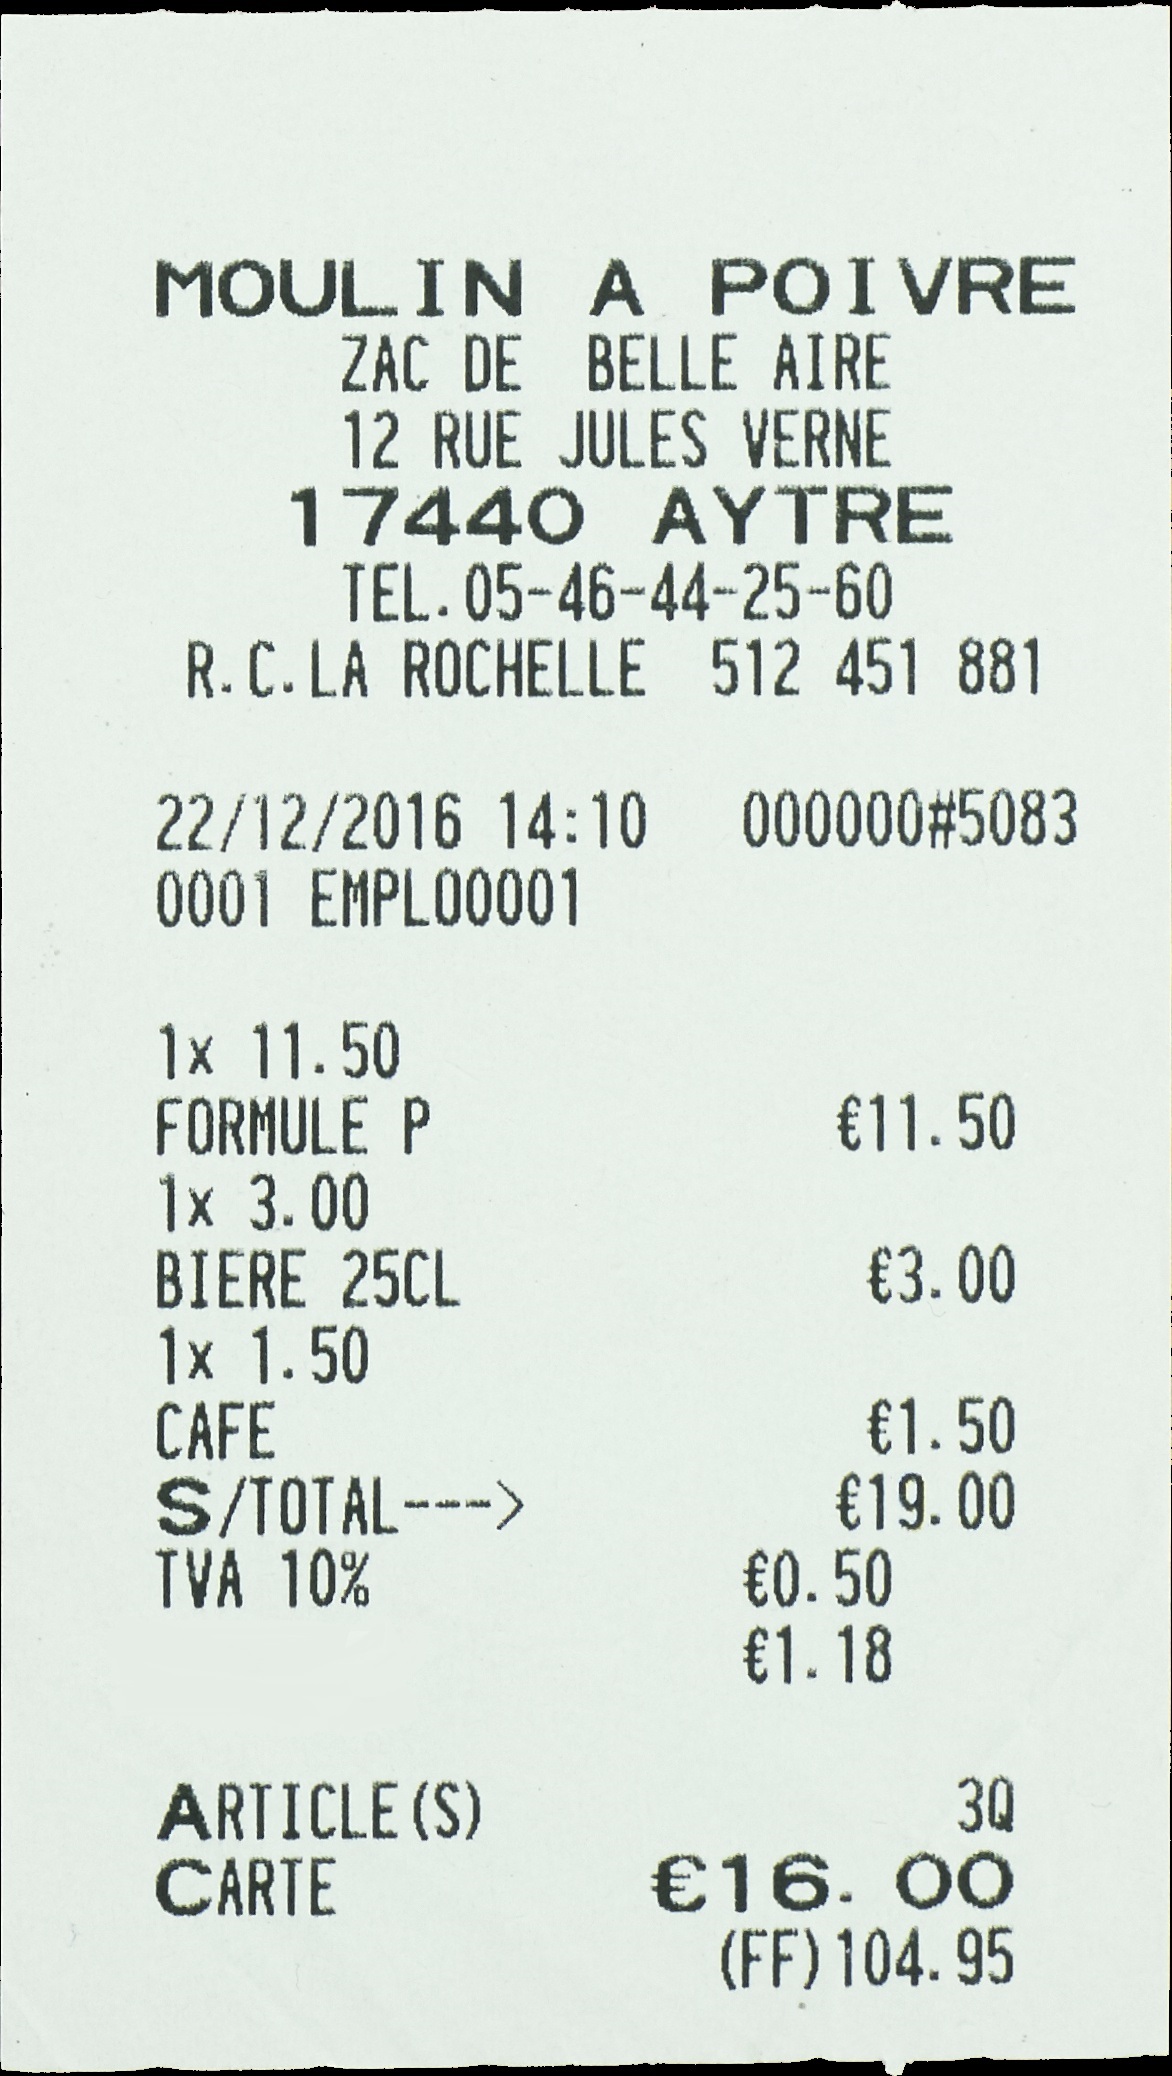 MOULIN A POIVRE
ZAC DE  BELLE AIRE
12 RUE JULES VERNE
17440 AYTRE
TEL.05-46-44-25-60
R.C.LA ROCHELLE  512 451 881
22/12/2016 14:10   000000#5083
0001 EMPL00001
1x 11.50
FORMULE P €11.50
1x 3.00
BIERE 25CL €3.00
1x 1.50
CAFE €1.50
S/TOTAL---> €19.00
TVA 10% €0.50
€1.18
ARTICLE(S) 3Q
CARTE €16.00
(FF)104.95